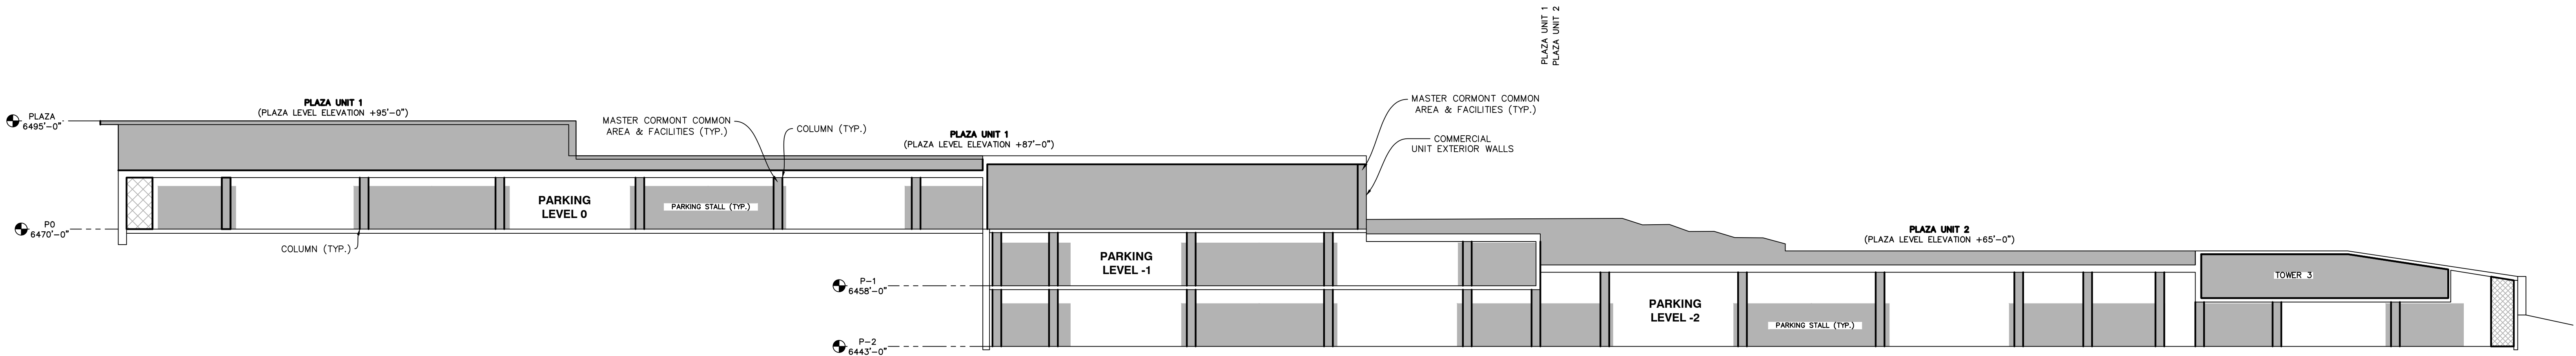 PLAZA UNIT 1
PLAZA UNIT 2
PLAZA UNIT 1
(PLAZA LEVEL ELEVATION +95'-0")
PLAZA
6495'-0"
MASTER CORMONT COMMON
AREA & FACILITIES (TYP.)
COLUMN (TYP.)
PLAZA UNIT 1
(PLAZA LEVEL ELEVATION +87'-0")
MASTER CORMONT COMMON
AREA & FACILITIES (TYP.)
COMMERCIAL
UNIT EXTERIOR WALLS
PARKING
LEVEL 0
PARKING STALL (TYP.)
P0
6470'-0"
COLUMN (TYP.)
PLAZA UNIT 2
(PLAZA LEVEL ELEVATION +65'-0")
PARKING
LEVEL -1
P-1
6458'-0"
TOWER 3
PARKING
LEVEL -2
PARKING STALL (TYP.)
P-2
6443'-0"